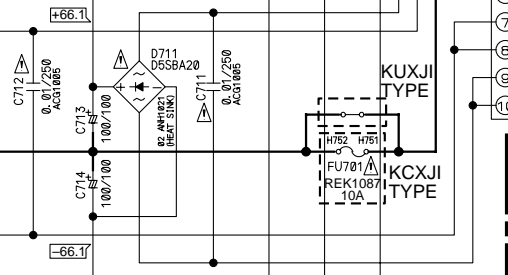 +66.1
D711
D5SBA20
C712
0.01/250
ACG1005
C711
0.01/250
ACG1005
KUXJI
TYPE
7
8
9
10
+
−
C713
100/100
02 ANH1021
(HEAT SINK)
H752
H751
FU701
REK1087
10A
KCXJI
TYPE
C714
100/100
−66.1